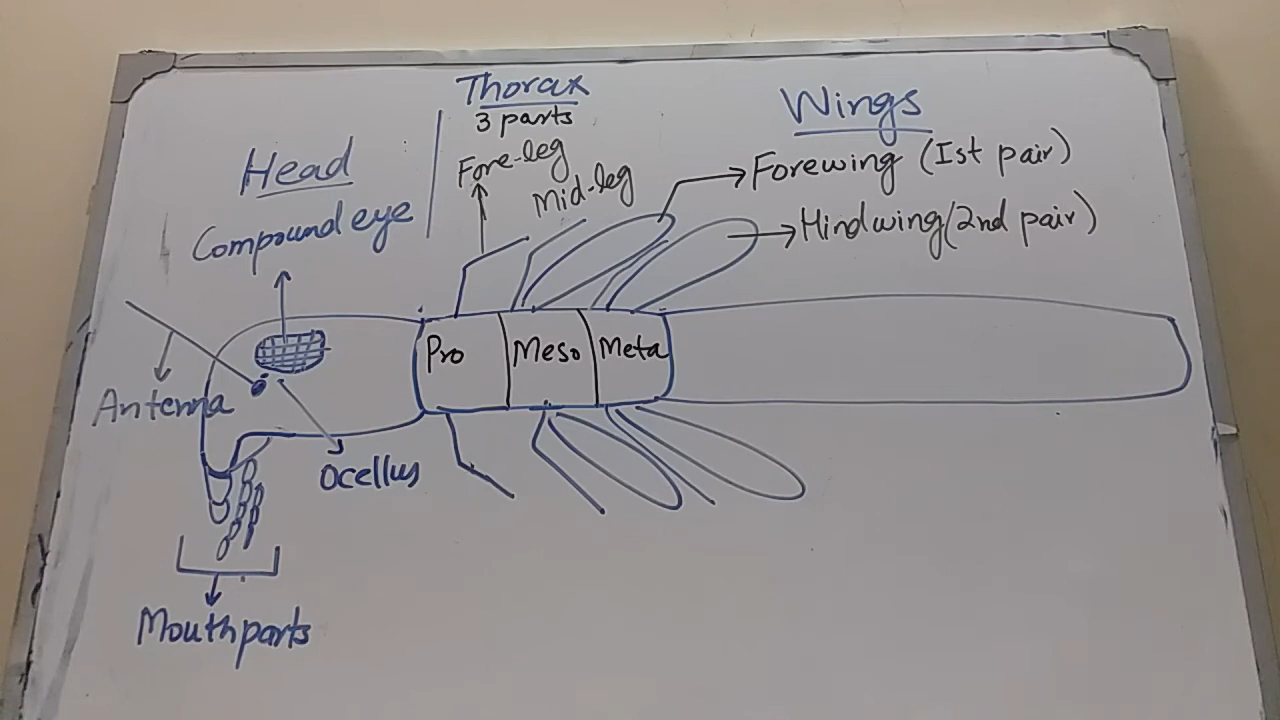 Head
Compound eye
Antenna
Ocellus
Mouthparts
Thorax
3 parts
Fore-leg
Mid-leg
Pro
Meso
Meta
Wings
Forewing (Ist pair)
Hindwing (2nd pair)